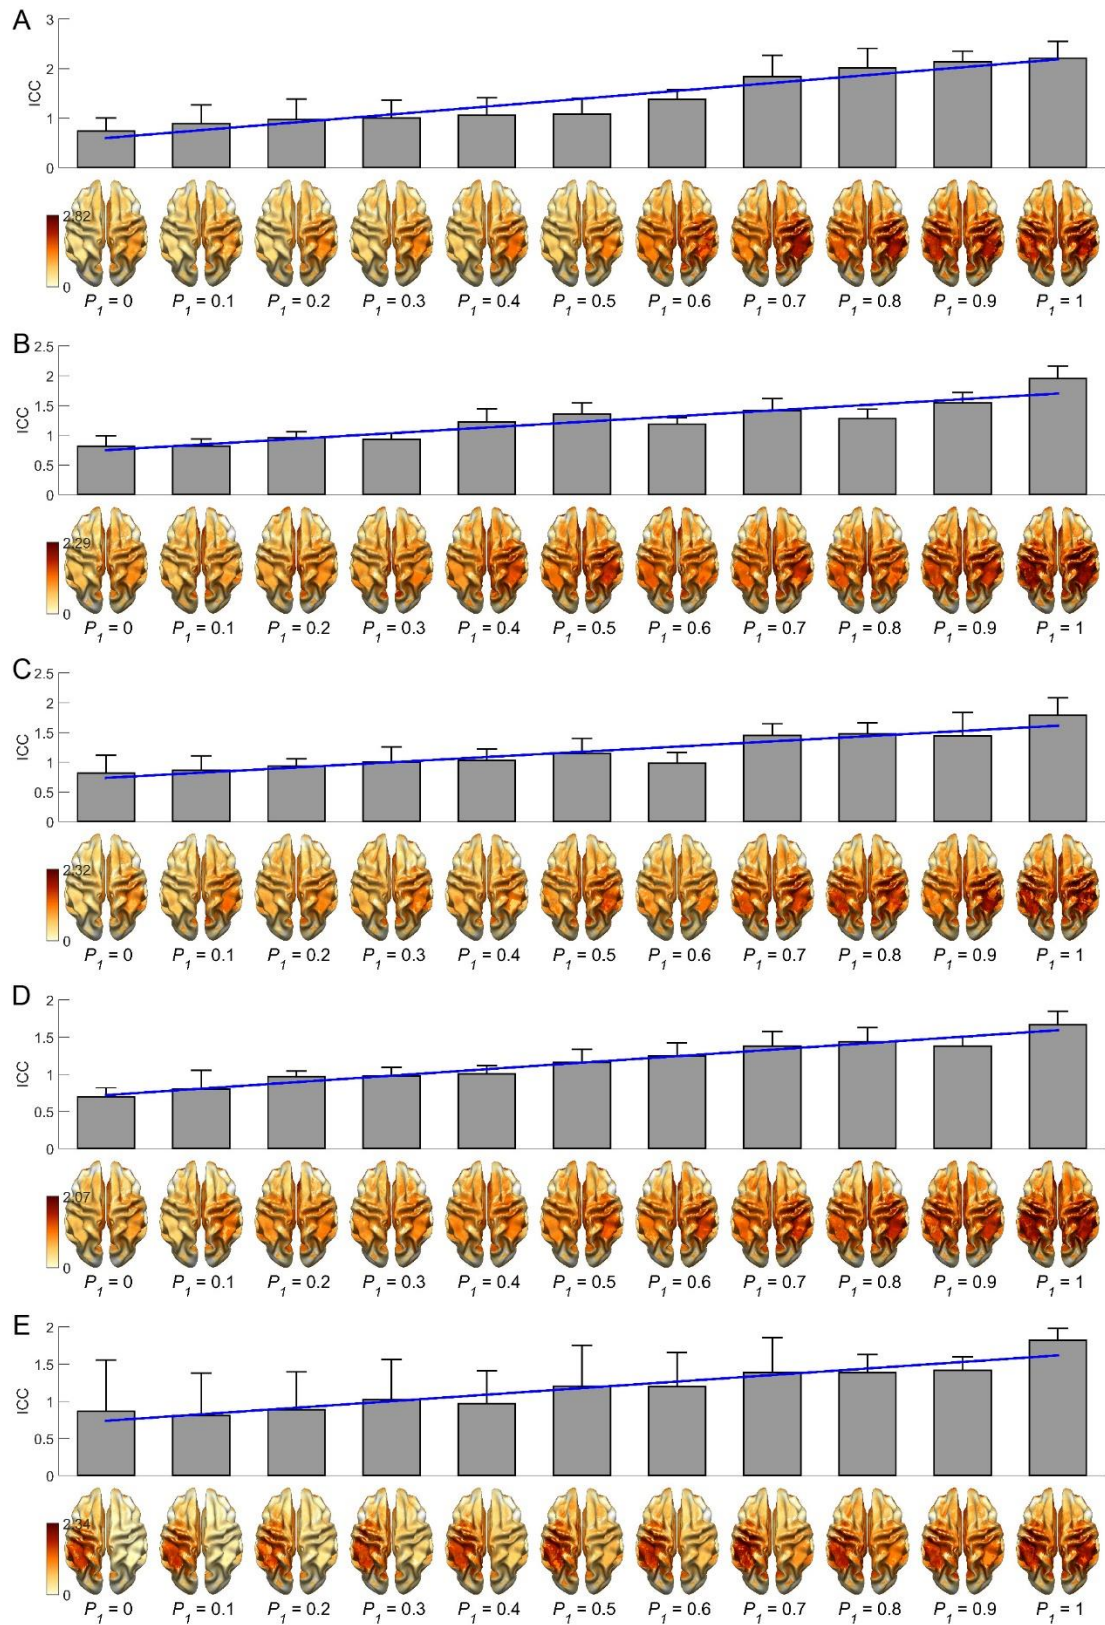 A
3
2
1
0
ICC
2.82
0
P1 = 0 P1 = 0.1 P1 = 0.2 P1 = 0.3 P1 = 0.4 P1 = 0.5 P1 = 0.6 P1 = 0.7 P1 = 0.8 P1 = 0.9 P1 = 1
B
2.5
2
1.5
1
0.5
0
ICC
2.29
0
P1 = 0 P1 = 0.1 P1 = 0.2 P1 = 0.3 P1 = 0.4 P1 = 0.5 P1 = 0.6 P1 = 0.7 P1 = 0.8 P1 = 0.9 P1 = 1
C
2.5
2
1.5
1
0.5
0
ICC
2.32
0
P1 = 0 P1 = 0.1 P1 = 0.2 P1 = 0.3 P1 = 0.4 P1 = 0.5 P1 = 0.6 P1 = 0.7 P1 = 0.8 P1 = 0.9 P1 = 1
D
2
1.5
1
0.5
0
ICC
2.07
0
P1 = 0 P1 = 0.1 P1 = 0.2 P1 = 0.3 P1 = 0.4 P1 = 0.5 P1 = 0.6 P1 = 0.7 P1 = 0.8 P1 = 0.9 P1 = 1
E
2
1.5
1
0.5
0
ICC
2.34
0
P1 = 0 P1 = 0.1 P1 = 0.2 P1 = 0.3 P1 = 0.4 P1 = 0.5 P1 = 0.6 P1 = 0.7 P1 = 0.8 P1 = 0.9 P1 = 1